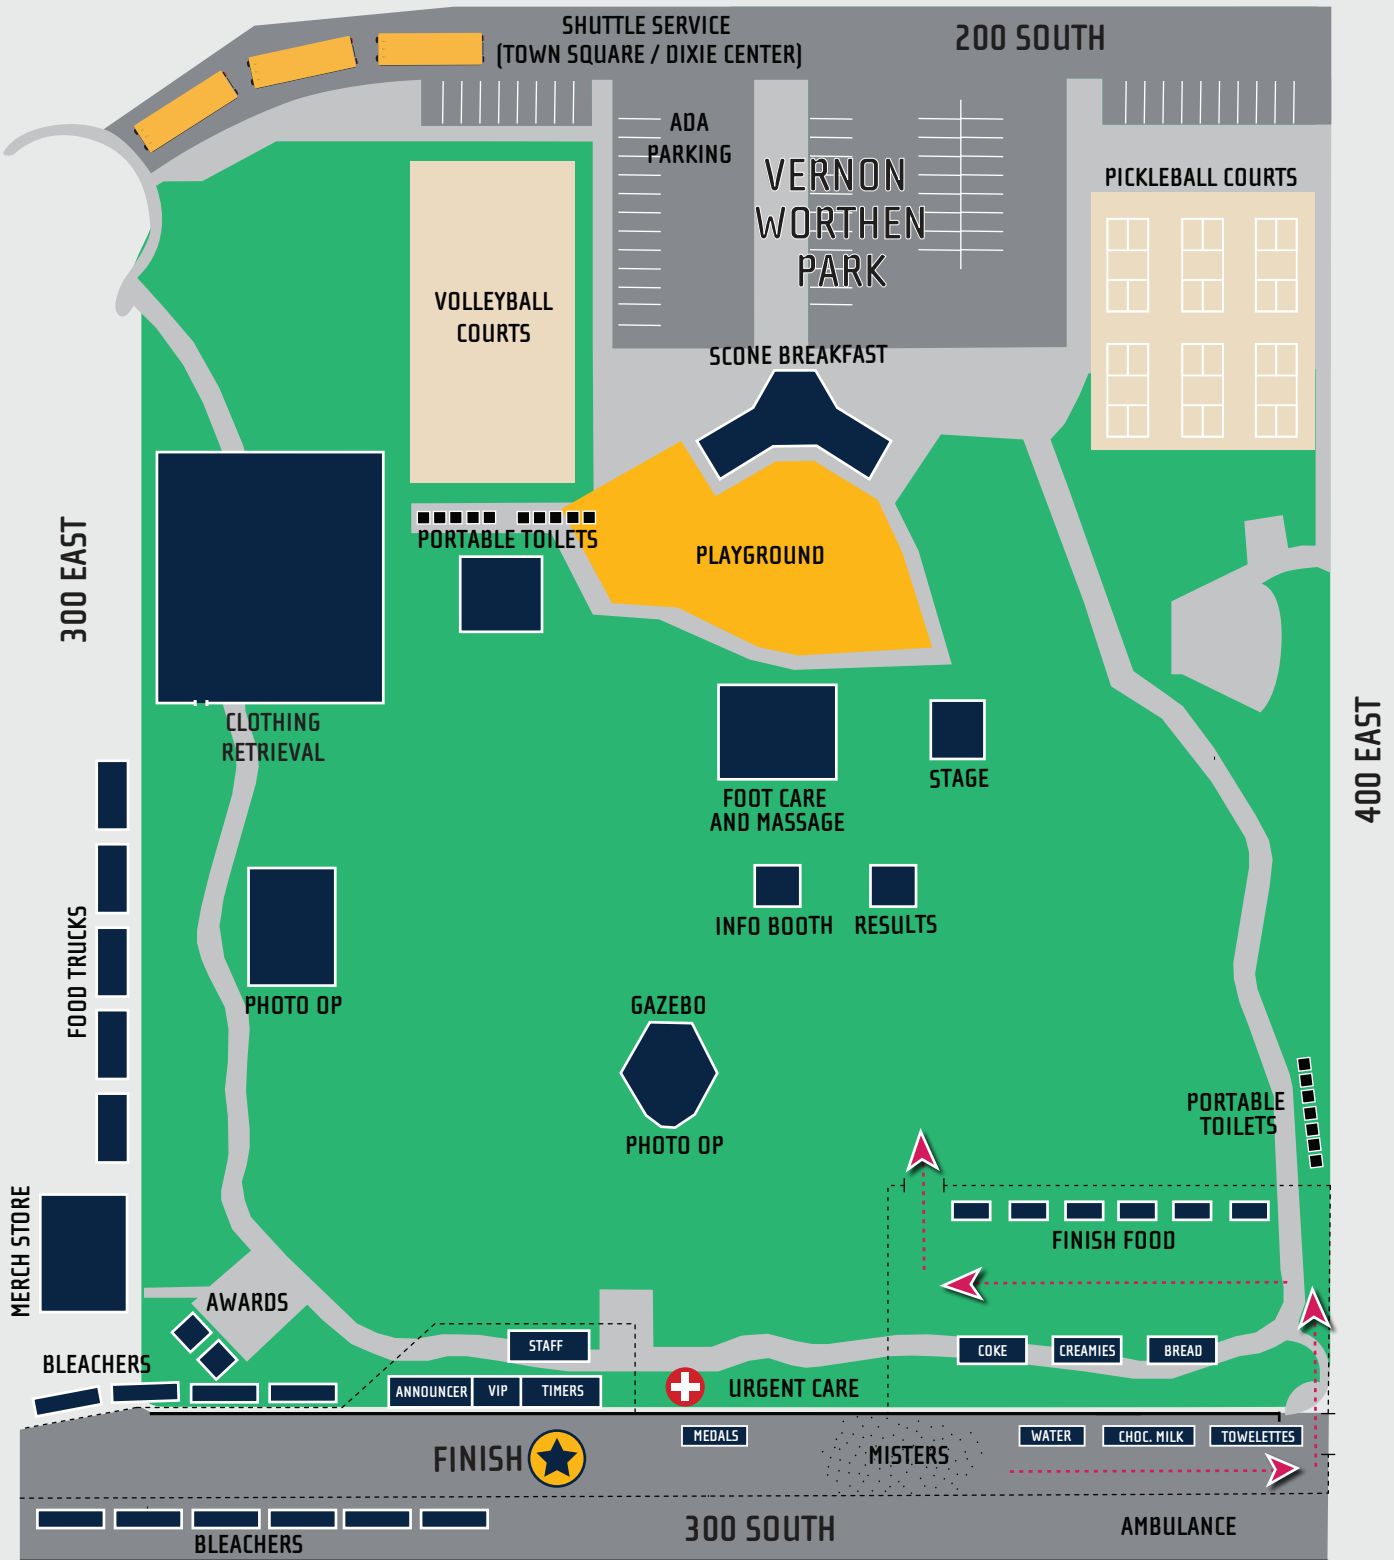 SHUTTLE SERVICE
(TOWN SQUARE / DIXIE CENTER)
200 SOUTH
ADA
PARKING
VERNON
WORTHEN
PARK
PICKLEBALL COURTS
VOLLEYBALL
COURTS
SCONE BREAKFAST
PORTABLE TOILETS
PLAYGROUND
300 EAST
CLOTHING
RETRIEVAL
FOOT CARE
AND MASSAGE
STAGE
400 EAST
INFO BOOTH
RESULTS
FOOD TRUCKS
PHOTO OP
GAZEBO
PHOTO OP
PORTABLE
TOILETS
MERCH STORE
FINISH FOOD
AWARDS
STAFF
COKE
CREAMIES
BREAD
BLEACHERS
ANNOUNCER
VIP
TIMERS
URGENT CARE
MEDALS
WATER
CHOC. MILK
TOWELETTES
FINISH
MISTERS
BLEACHERS
300 SOUTH
AMBULANCE